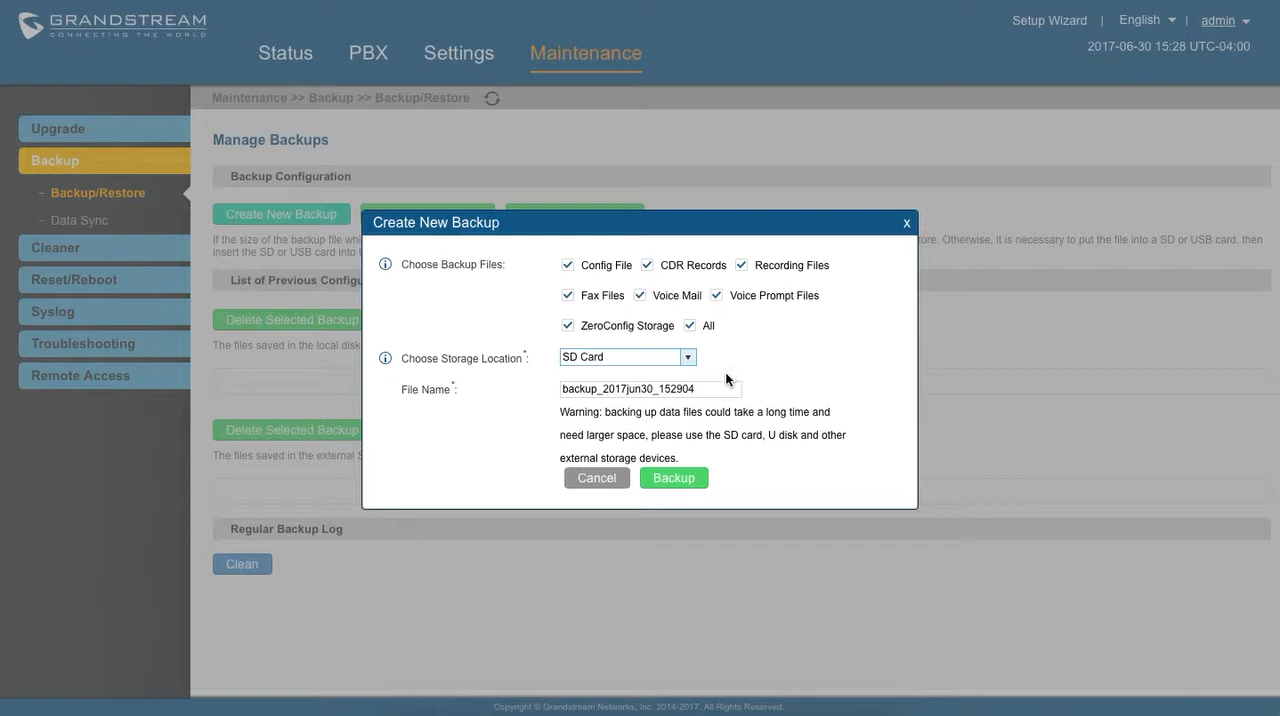 GRANDSTREAM
CONNECTING THE WORLD
Setup Wizard | English | admin
2017-06-30 15:28 UTC-04:00
Status PBX Settings Maintenance
Maintenance >> Backup >> Backup/Restore
Upgrade
Backup
- Backup/Restore
- Data Sync
Cleaner
Reset/Reboot
Syslog
Troubleshooting
Remote Access
Manage Backups
Backup Configuration
Create New Backup
If the size of the backup file
tore. Otherwise, it is necessary to put the file into a SD or USB card, then
insert the SD or USB card into
List of Previous Configu
Delete Selected Backup
The files saved in the local disk
Delete Selected Backup
The files saved in the external S
Regular Backup Log
Clean
Create New Backup X
Choose Backup Files:
Config File CDR Records Recording Files
Fax Files Voice Mail Voice Prompt Files
ZeroConfig Storage All
Choose Storage Location*: SD Card
File Name*: backup_2017jun30_152904
Warning: backing up data files could take a long time and
need larger space, please use the SD card, U disk and other
external storage devices.
Cancel Backup
Copyright © Grandstream Networks, Inc. 2014-2017. All Rights Reserved.